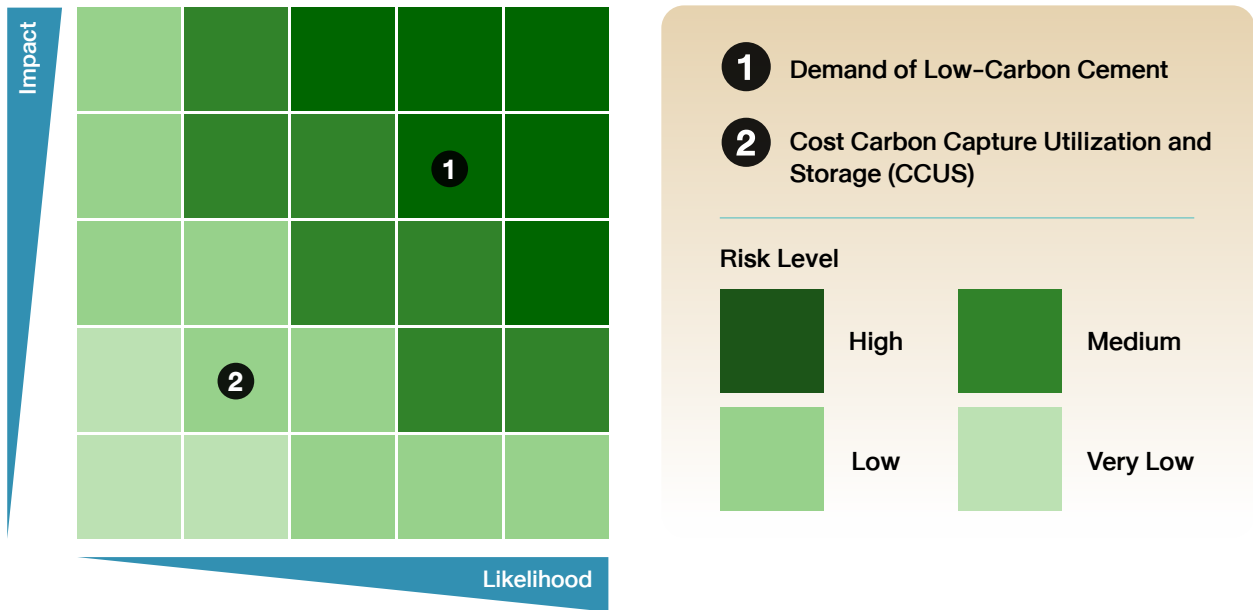 Impact
1
2
Likelihood
1 Demand of Low-Carbon Cement
2 Cost Carbon Capture Utilization and
Storage (CCUS)
Risk Level
High
Medium
Low
Very Low